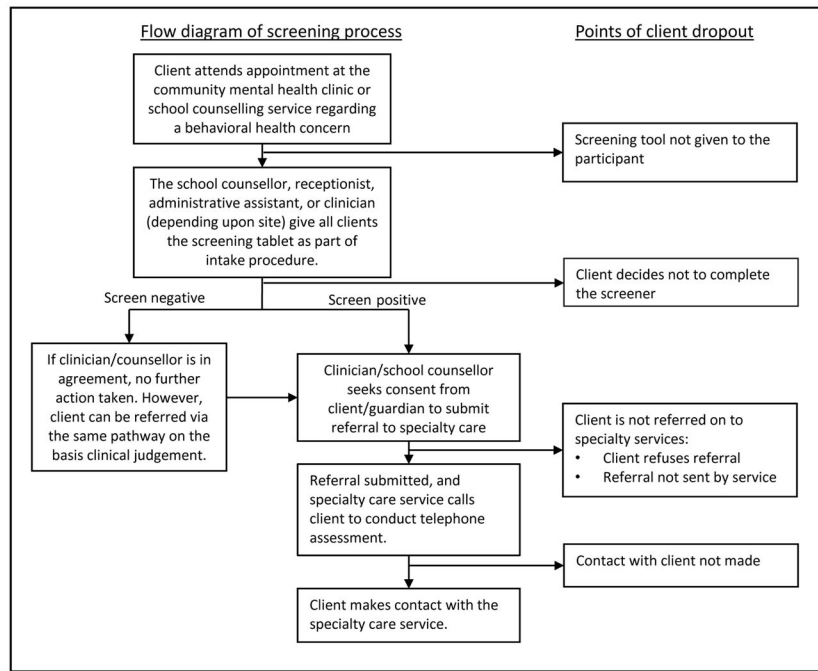 Flow diagram of screening process
Points of client dropout
Client attends appointment at the
community mental health clinic or
school counselling service regarding
a behavioral health concern
Screening tool not given to the
participant
The school counsellor, receptionist,
administrative assistant, or clinician
(depending upon site) give all clients
the screening tablet as part of
intake procedure.
Client decides not to complete
the screener
Screen negative
Screen positive
If clinician/counsellor is in
agreement, no further
action taken. However,
client can be referred via
the same pathway on the
basis clinical judgement.
Clinician/school counsellor
seeks consent from
client/guardian to submit
referral to specialty care
Client is not referred on to
specialty services:
• Client refuses referral
• Referral not sent by service
Referral submitted, and
specialty care service calls
client to conduct telephone
assessment.
Contact with client not made
Client makes contact with the
specialty care service.